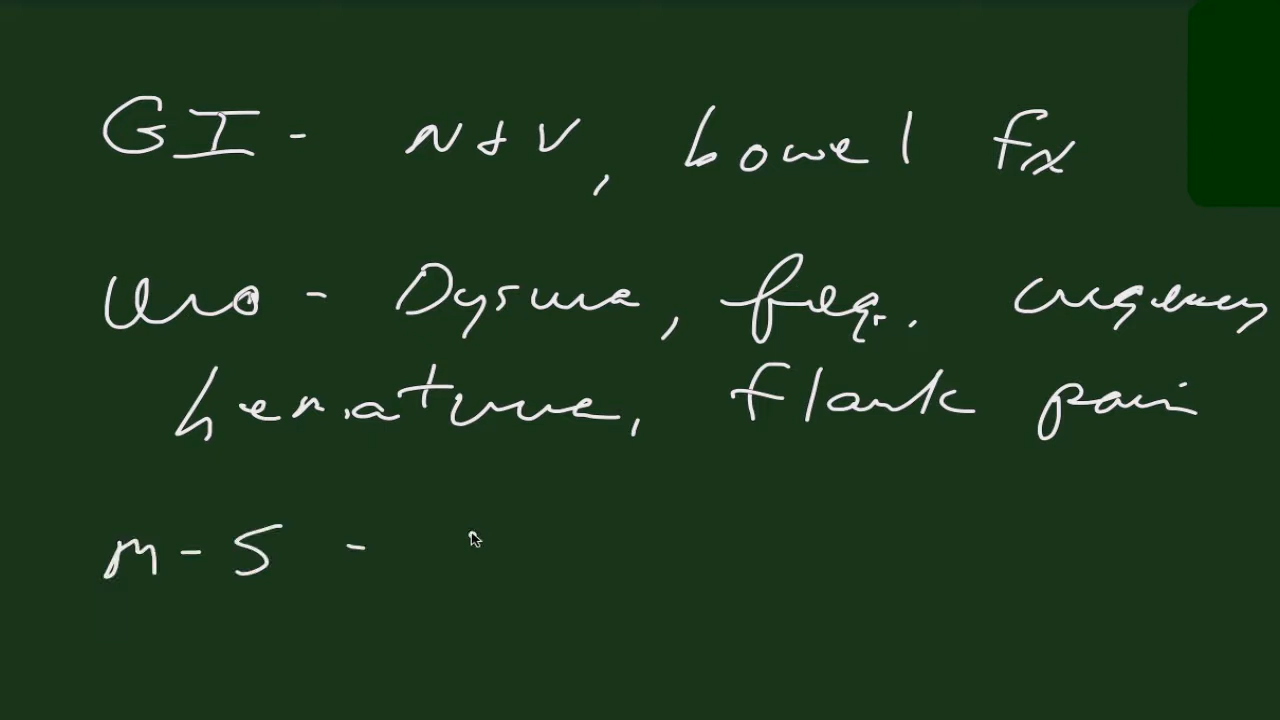 GI - N+V, bowel fx
Uro - Dysuria, freq. urgency
hematuria, flank pain
M-S -